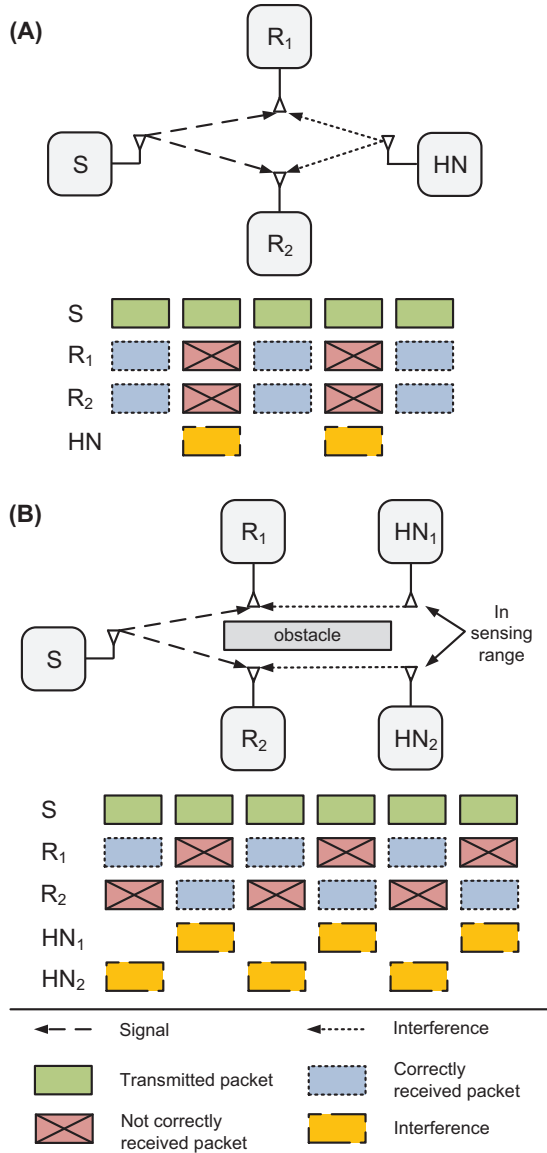 (A)
R1
S
HN
R2
S
R1
R2
HN
(B)
R1
HN1
S
obstacle
In
sensing
range
R2
HN2
S
R1
R2
HN1
HN2
Signal
Interference
Transmitted packet
Correctly
received packet
Not correctly
received packet
Interference